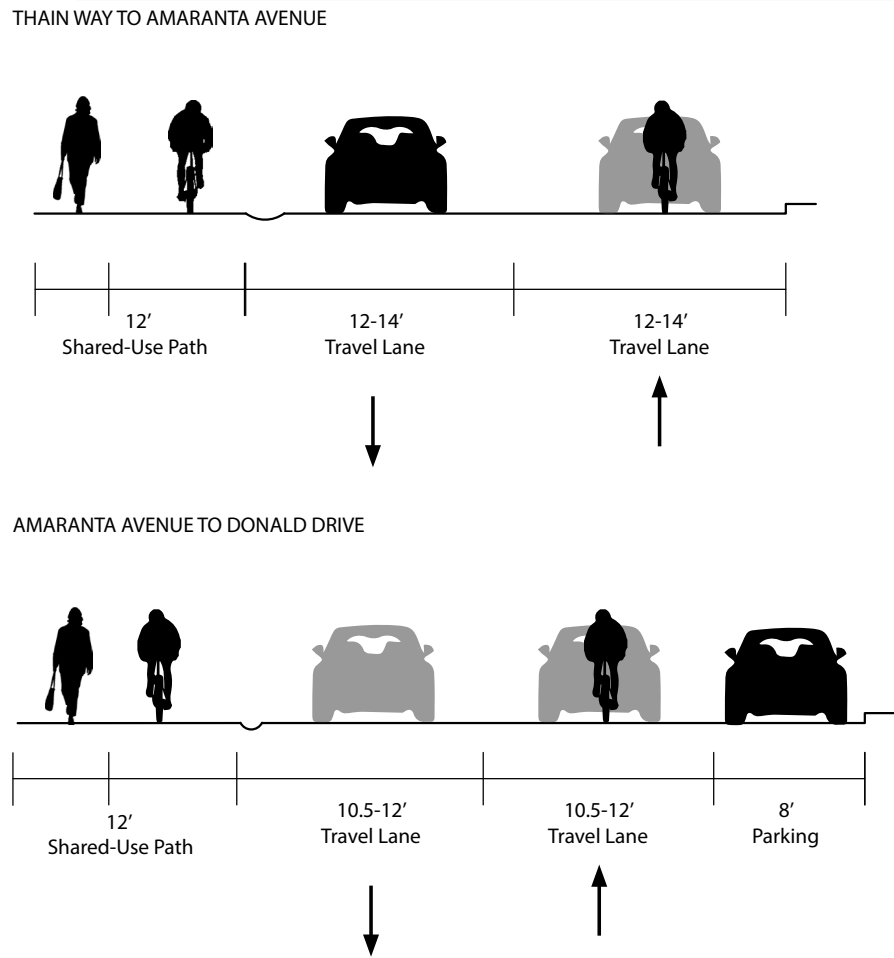 THAIN WAY TO AMARANTA AVENUE
12′ 12-14′ 12-14′
Shared-Use Path Travel Lane Travel Lane
AMARANTA AVENUE TO DONALD DRIVE
12′ 10.5-12′ 10.5-12′ 8′
Shared-Use Path Travel Lane Travel Lane Parking